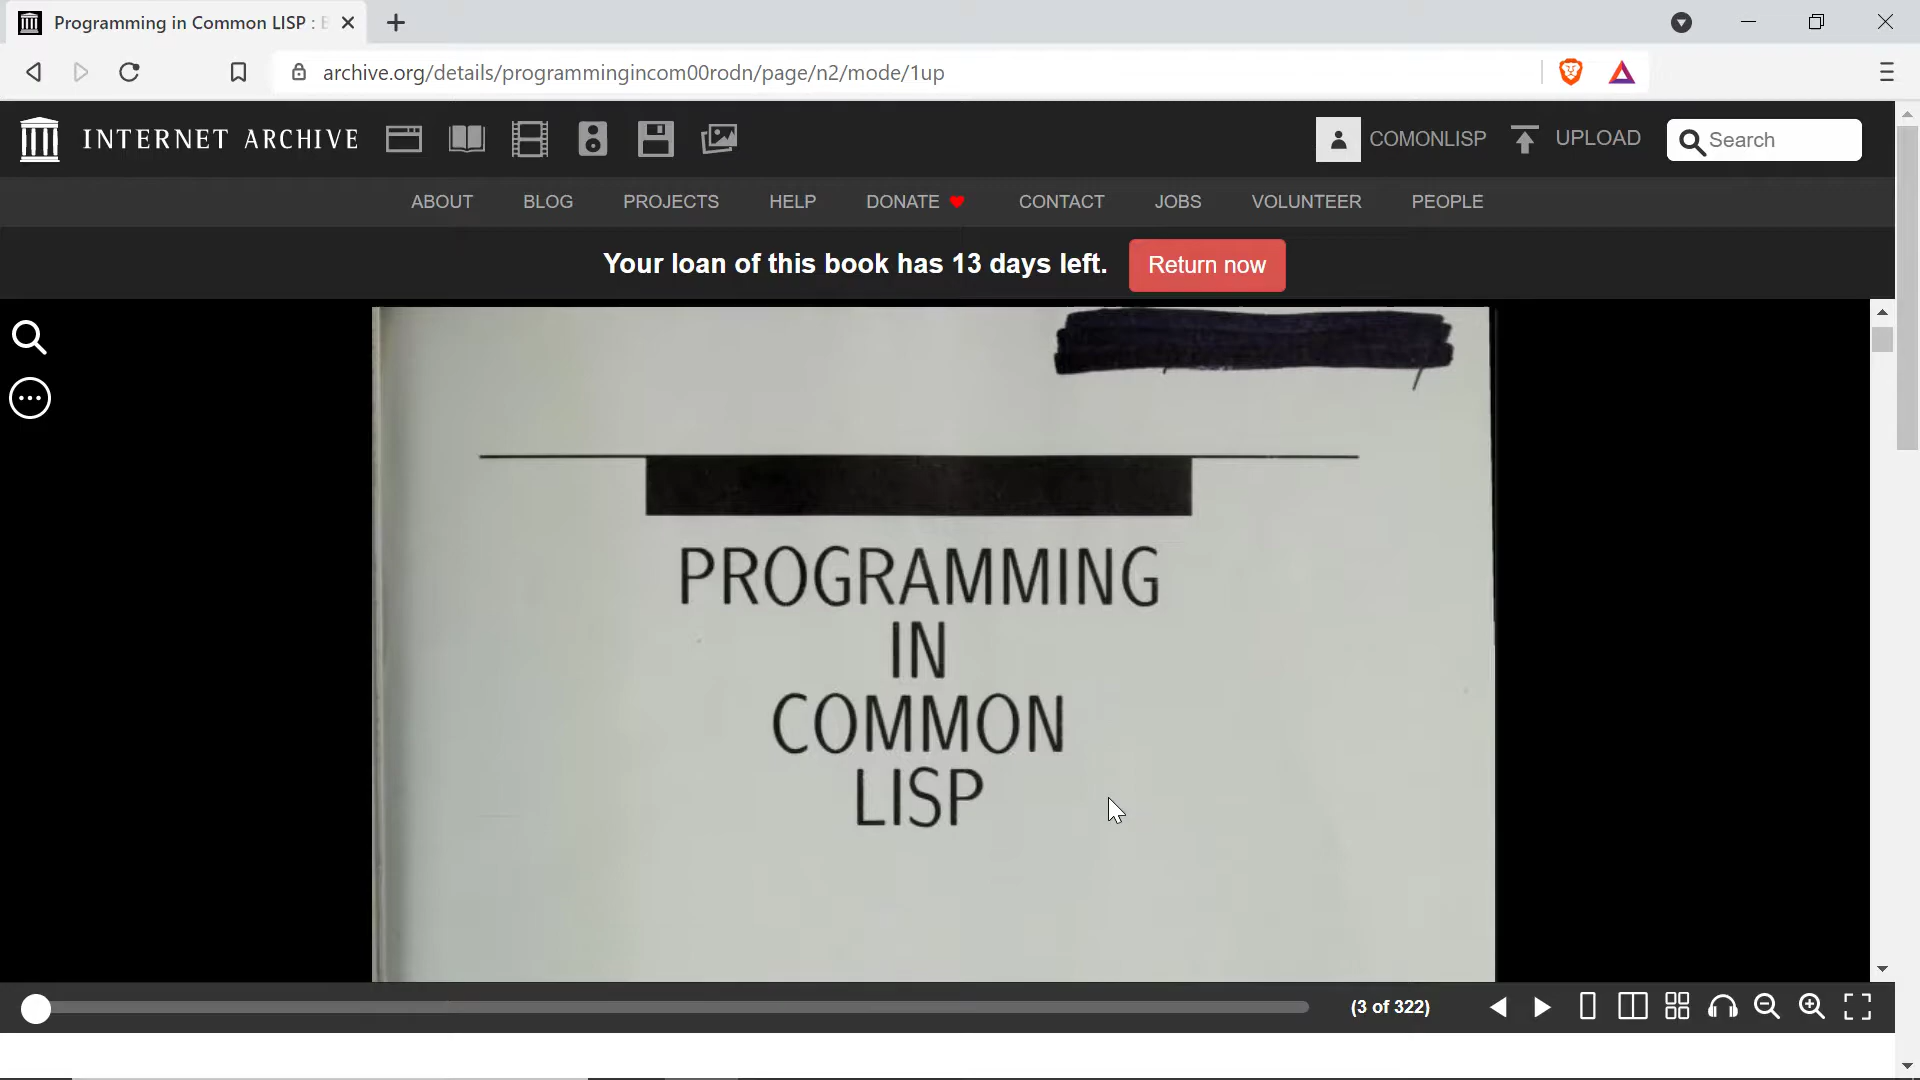 Programming in Common LISP :
archive.org/details/programmingincom00rodn/page/n2/mode/1up
INTERNET ARCHIVE
COMONLISP
UPLOAD
Search
ABOUT
BLOG
PROJECTS
HELP
DONATE
CONTACT
JOBS
VOLUNTEER
PEOPLE
Your loan of this book has 13 days left.
Return now
PROGRAMMING
IN
COMMON
LISP
(3 of 322)